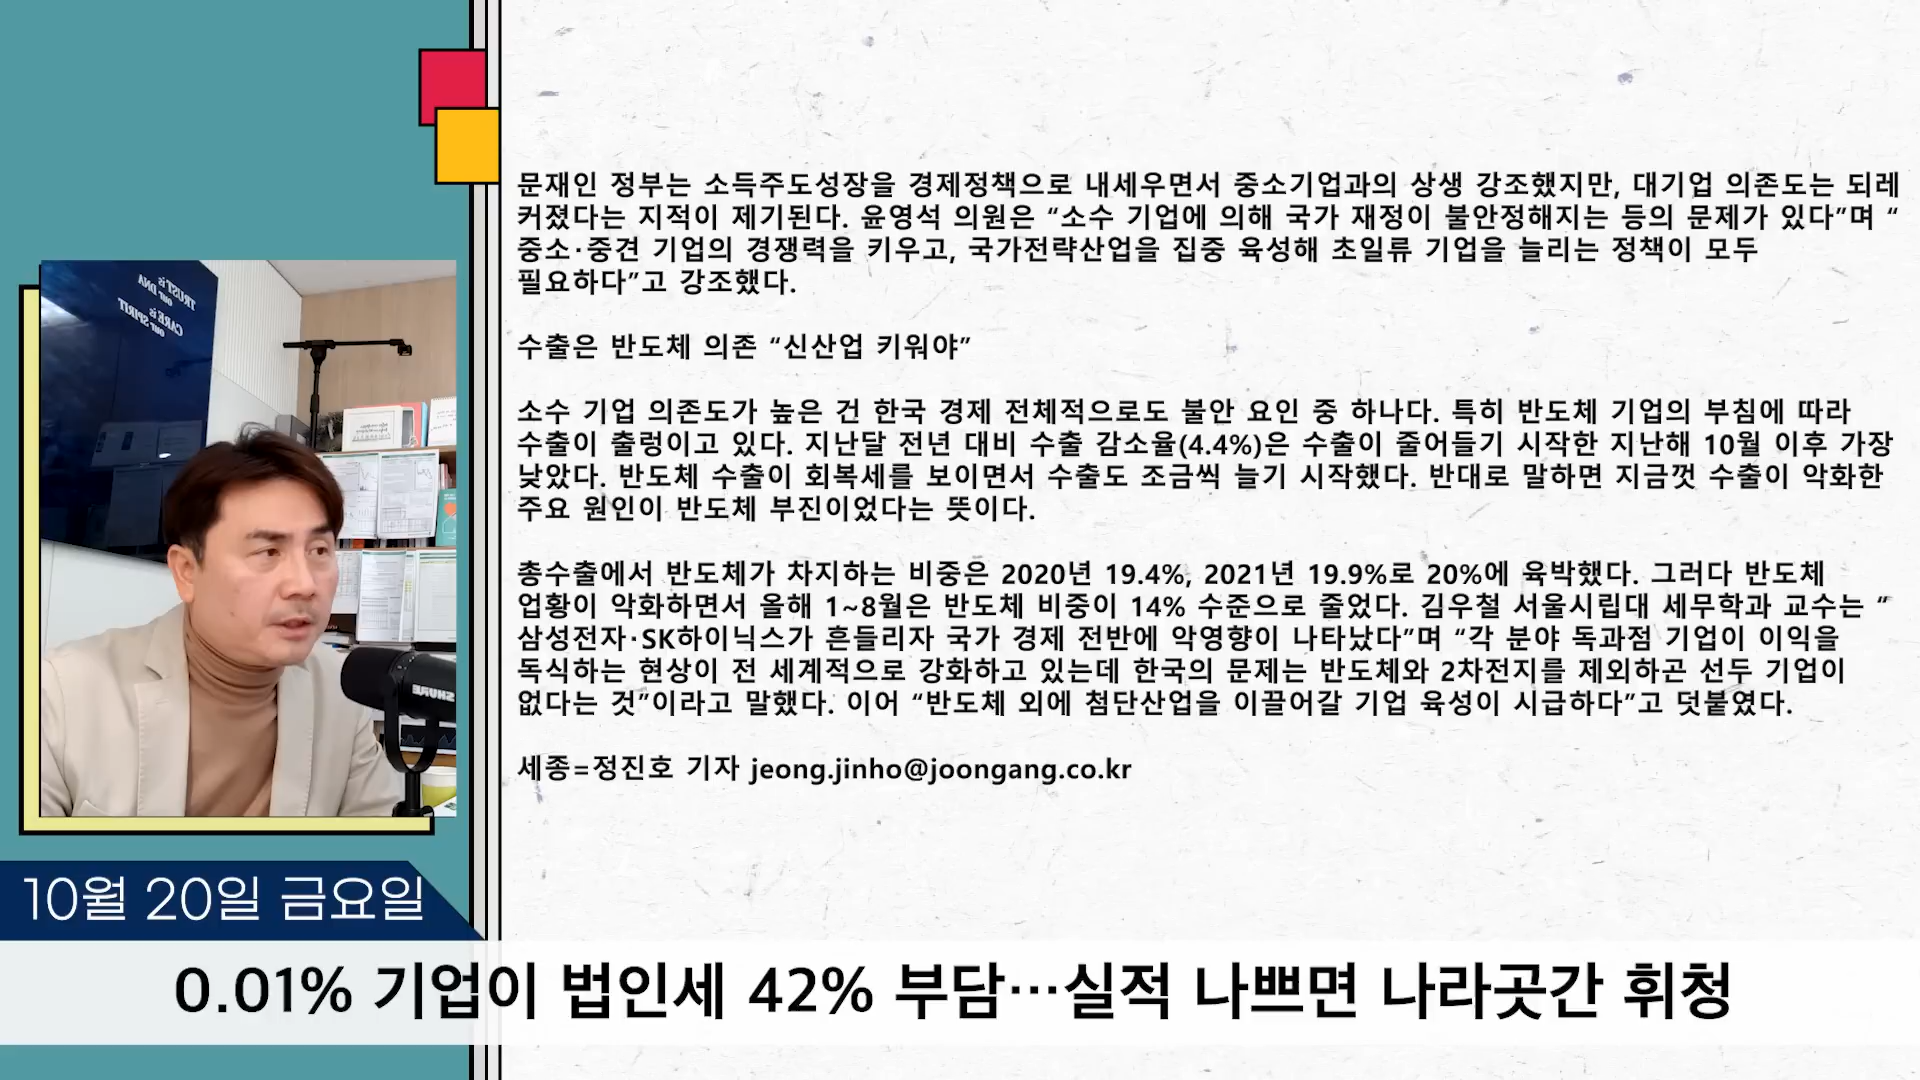 문재인 정부는 소득주도성장을 경제정책으로 내세우면서 중소기업과의 상생 강조했지만, 대기업 의존도는 되레
커졌다는 지적이 제기된다. 윤영석 의원은 “소수 기업에 의해 국가 재정이 불안정해지는 등의 문제가 있다”며 “
중소·중견 기업의 경쟁력을 키우고, 국가전략산업을 집중 육성해 초일류 기업을 늘리는 정책이 모두
필요하다”고 강조했다.
수출은 반도체 의존 “신산업 키워야”
소수 기업 의존도가 높은 건 한국 경제 전체적으로도 불안 요인 중 하나다. 특히 반도체 기업의 부침에 따라
수출이 출렁이고 있다. 지난달 전년 대비 수출 감소율(4.4%)은 수출이 줄어들기 시작한 지난해 10월 이후 가장
낮았다. 반도체 수출이 회복세를 보이면서 수출도 조금씩 늘기 시작했다. 반대로 말하면 지금껏 수출이 악화한
주요 원인이 반도체 부진이었다는 뜻이다.
총수출에서 반도체가 차지하는 비중은 2020년 19.4%, 2021년 19.9%로 20%에 육박했다. 그러다 반도체
업황이 악화하면서 올해 1~8월은 반도체 비중이 14% 수준으로 줄었다. 김우철 서울시립대 세무학과 교수는 “
삼성전자·SK하이닉스가 흔들리자 국가 경제 전반에 악영향이 나타났다”며 “각 분야 독과점 기업이 이익을
독식하는 현상이 전 세계적으로 강화하고 있는데 한국의 문제는 반도체와 2차전지를 제외하곤 선두 기업이
없다는 것”이라고 말했다. 이어 “반도체 외에 첨단산업을 이끌어갈 기업 육성이 시급하다”고 덧붙였다.
세종=정진호 기자 jeong.jinho@joongang.co.kr
TRUST is
our DNA
CARE is
our SPIRIT
SHURE
10월 20일 금요일
0.01% 기업이 법인세 42% 부담…실적 나쁘면 나라곳간 휘청